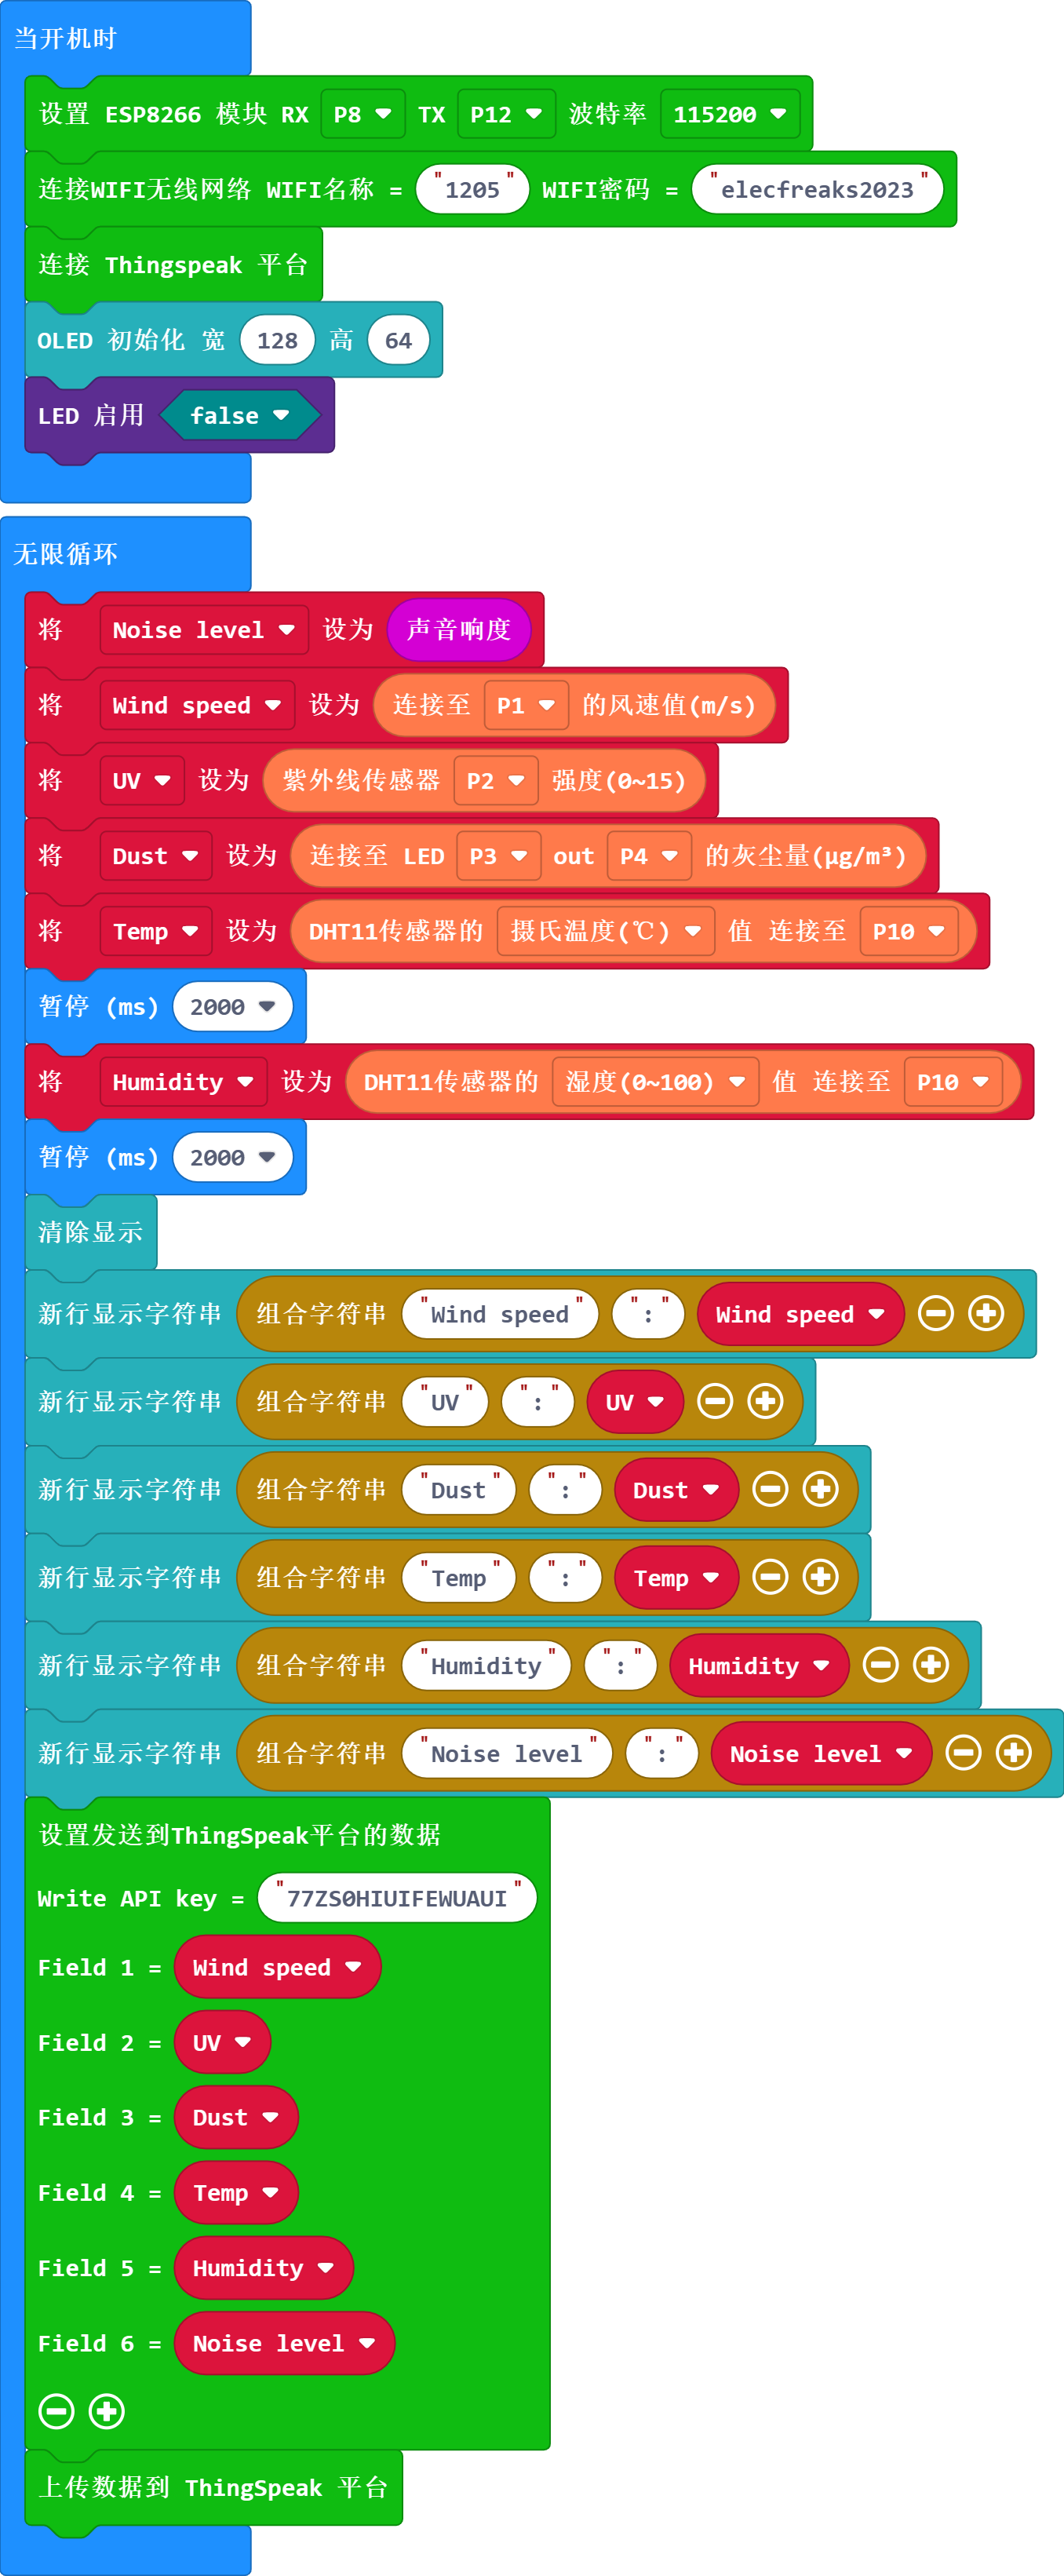 当开机时
设置 ESP8266 模块 RX P8 TX P12 波特率 115200
连接WIFI无线网络 WIFI名称 = "1205" WIFI密码 = "elecfreaks2023"
连接 Thingspeak 平台
OLED 初始化 宽 128 高 64
LED 启用 false
无限循环
将 Noise level 设为 声音响度
将 Wind speed 设为 连接至 P1 的风速值(m/s)
将 UV 设为 紫外线传感器 P2 强度(0~15)
将 Dust 设为 连接至 LED P3 out P4 的灰尘量(μg/m³)
将 Temp 设为 DHT11传感器的 摄氏温度(℃) 值 连接至 P10
暂停 (ms) 2000
将 Humidity 设为 DHT11传感器的 湿度(0~100) 值 连接至 P10
暂停 (ms) 2000
清除显示
新行显示字符串 组合字符串 "Wind speed" ":" Wind speed
新行显示字符串 组合字符串 "UV" ":" UV
新行显示字符串 组合字符串 "Dust" ":" Dust
新行显示字符串 组合字符串 "Temp" ":" Temp
新行显示字符串 组合字符串 "Humidity" ":" Humidity
新行显示字符串 组合字符串 "Noise level" ":" Noise level
设置发送到ThingSpeak平台的数据
Write API key = "77ZS0HIUIFEWUAUI"
Field 1 = Wind speed
Field 2 = UV
Field 3 = Dust
Field 4 = Temp
Field 5 = Humidity
Field 6 = Noise level
上传数据到 ThingSpeak 平台